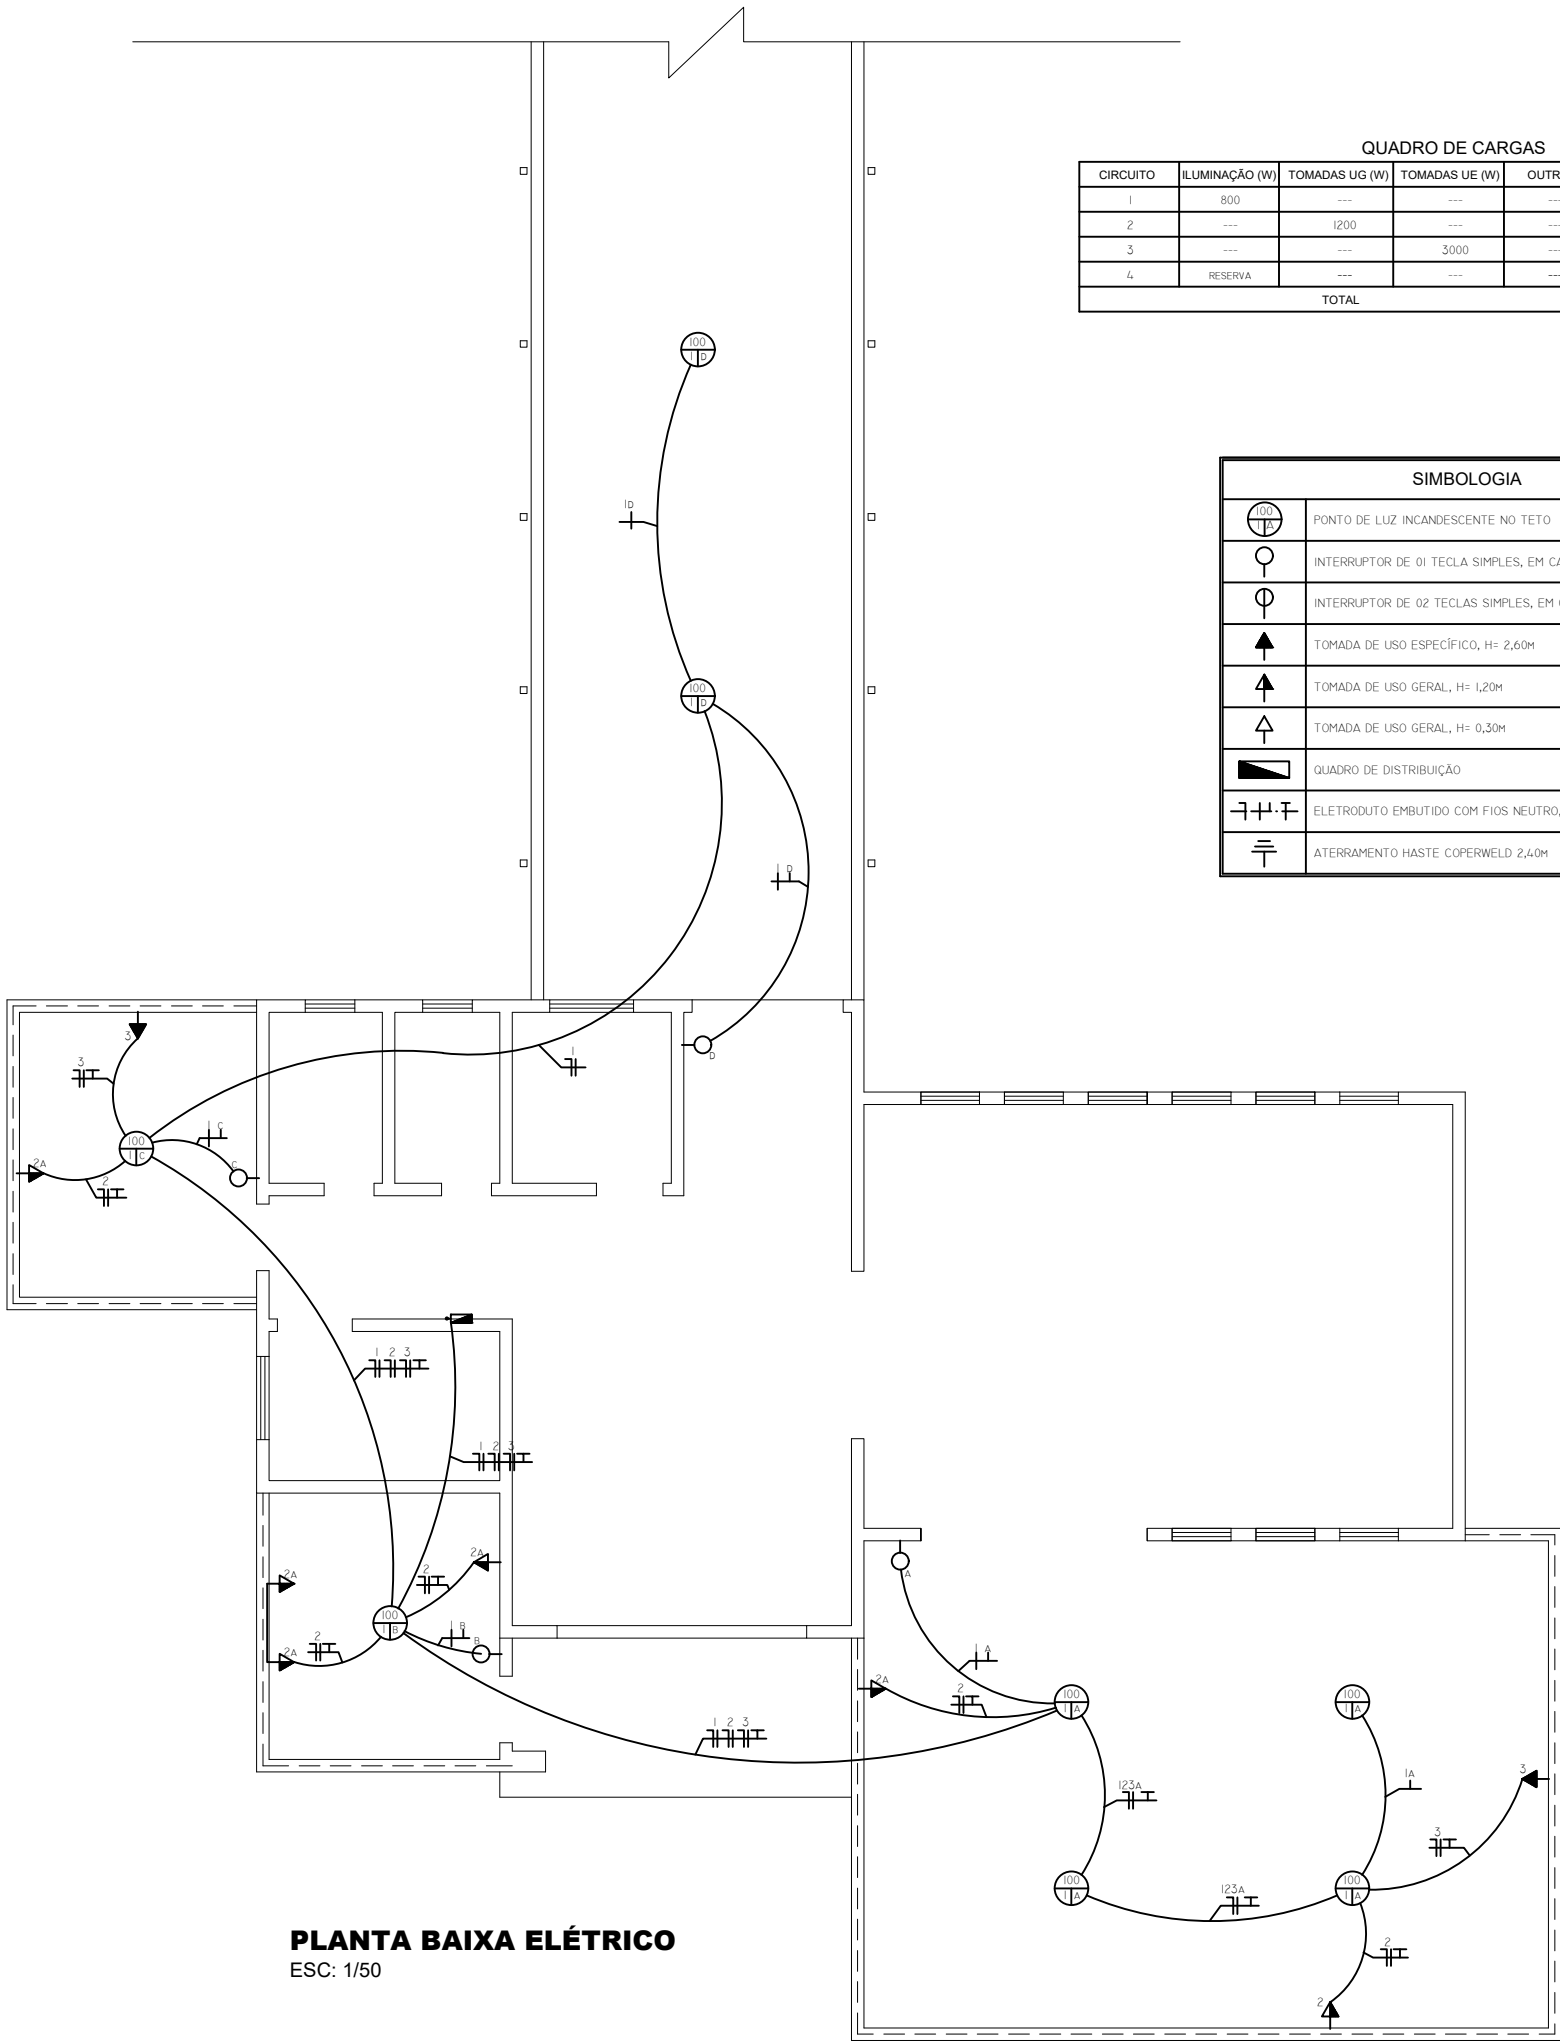 QUADRO DE CARGAS
CIRCUITO ILUMINAÇÃO (W) TOMADAS UG (W) TOMADAS UE (W) OUTR
1 800 --- --- ---
2 --- 1200 --- ---
3 --- --- 3000 ---
4 RESERVA --- --- ---
TOTAL
100
1 D
SIMBOLOGIA
100
1 A
PONTO DE LUZ INCANDESCENTE NO TETO
INTERRUPTOR DE 01 TECLA SIMPLES, EM CA
INTERRUPTOR DE 02 TECLAS SIMPLES, EM
TOMADA DE USO ESPECÍFICO, H= 2,60M
TOMADA DE USO GERAL, H= 1,20M
TOMADA DE USO GERAL, H= 0,30M
QUADRO DE DISTRIBUIÇÃO
ELETRODUTO EMBUTIDO COM FIOS NEUTRO,
ATERRAMENTO HASTE COPERWELD 2,40M
1D
100
1 D
1 D
3
3
1
D
1 C
100
1 C
C
2A
2
1 2 3
1 2 3
2A
2
2A
100
1 B
1 B
B
2
2A
A
1 A
2A
2
100
1 A
100
1 A
1 2 3
3
1A
123A
3
100
1 A
100
1 A
123A
2
2
PLANTA BAIXA ELÉTRICO
ESC: 1/50